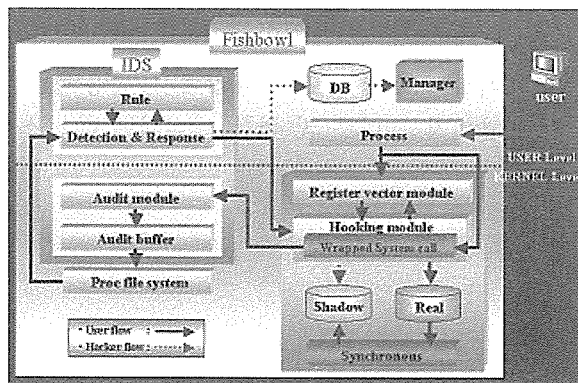 Fishbowl
IDS
Rule
Detection & Response
DB
Manager
user
Process
USER Level
KERNEL Level
Audit module
Audit buffer
Proc file system
Register vector module
Hooking module
Wrapped System call
Shadow
Real
Synchronous
· User flow :
· Hacker flow :